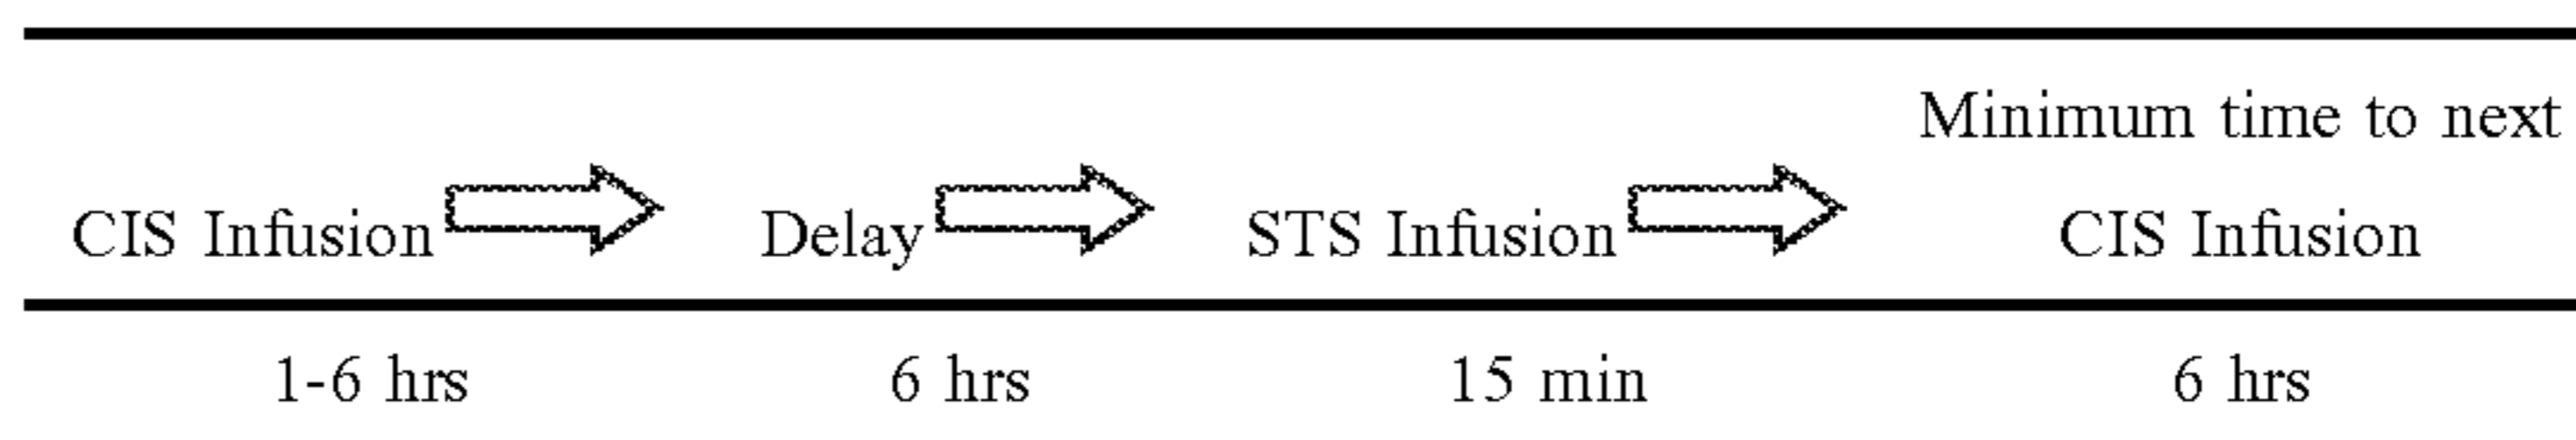 Minimum time to next
CIS Infusion Delay STS Infusion CIS Infusion
1-6 hrs 6 hrs 15 min 6 hrs